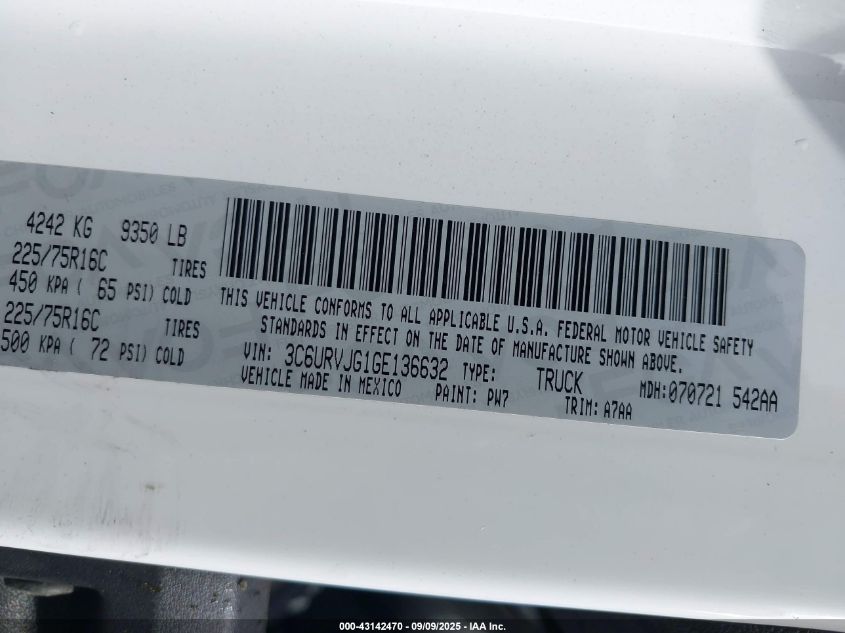 4242 KG 9350 LB
225/75R16C TIRES
450 KPA ( 65 PSI) COLD
225/75R16C TIRES
500 KPA ( 72 PSI) COLD
THIS VEHICLE CONFORMS TO ALL APPLICABLE U.S.A. FEDERAL MOTOR VEHICLE SAFETY
STANDARDS IN EFFECT ON THE DATE OF MANUFACTURE SHOWN ABOVE.
VIN: 3C6URVJG1GE136632 TYPE: TRUCK MDH:070721 542AA
VEHICLE MADE IN MEXICO PAINT: PW7 TRIM: A7AA
000-43142470 - 09/09/2025 - IAA Inc.